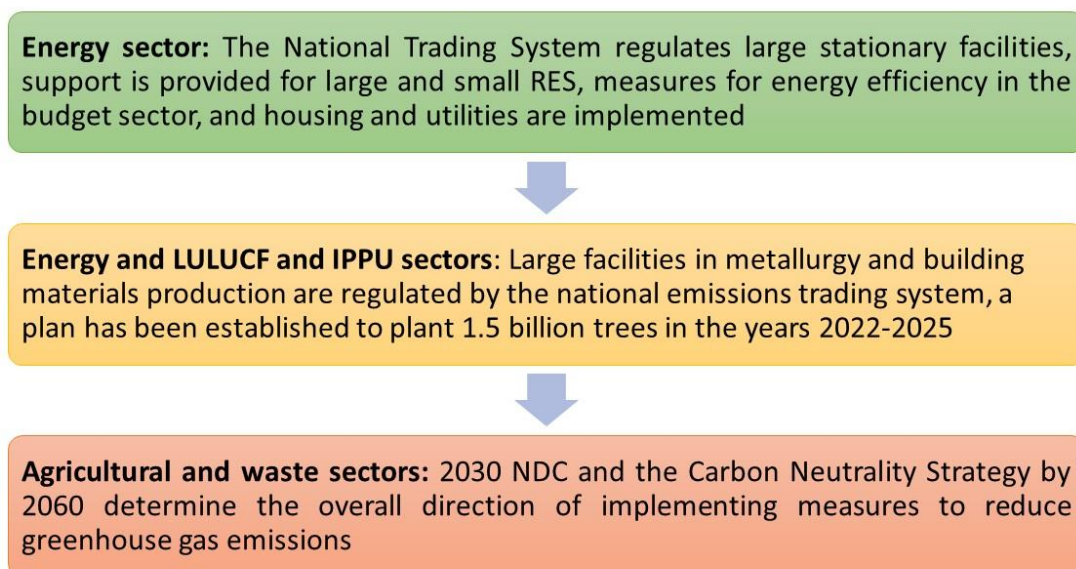 Energy sector: The National Trading System regulates large stationary facilities,
support is provided for large and small RES, measures for energy efficiency in the
budget sector, and housing and utilities are implemented
Energy and LULUCF and IPPU sectors: Large facilities in metallurgy and building
materials production are regulated by the national emissions trading system, a
plan has been established to plant 1.5 billion trees in the years 2022-2025
Agricultural and waste sectors: 2030 NDC and the Carbon Neutrality Strategy by
2060 determine the overall direction of implementing measures to reduce
greenhouse gas emissions